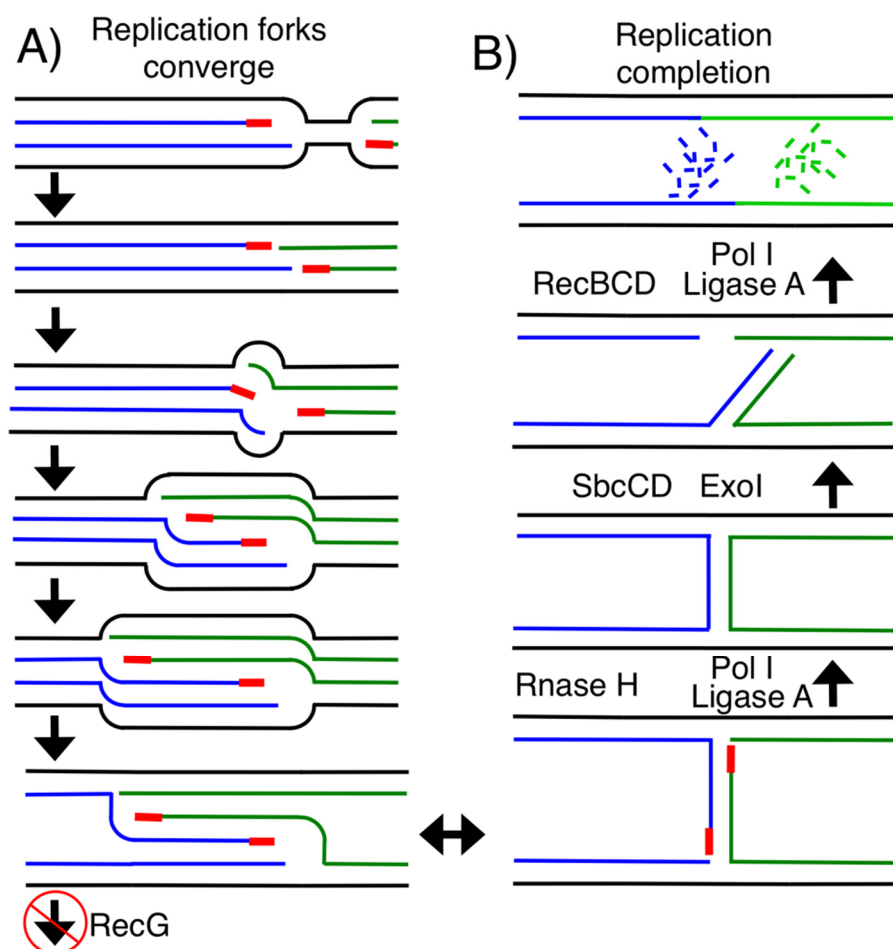 A)
Replication forks
converge
RecG
B)
Replication
completion
Pol I
RecBCD Ligase A
SbcCD ExoI
Pol I
Rnase H Ligase A